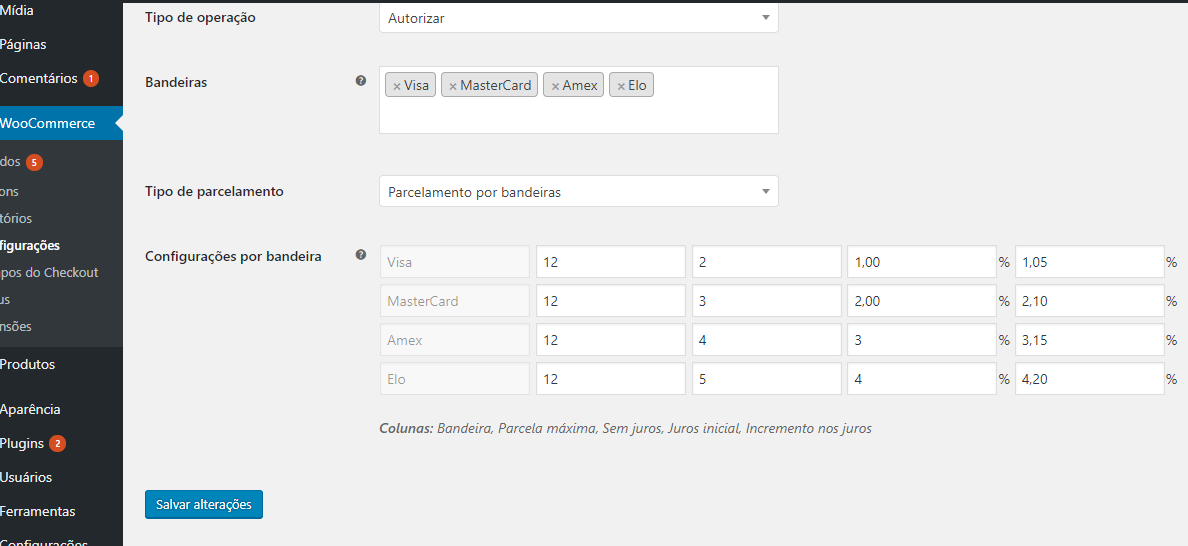 Mídia
Páginas
Comentários 1
WooCommerce
dos 5
ons
tórios
figurações
pos do Checkout
us
nsões
Produtos
Aparência
Plugins 2
Usuários
Ferramentas
Configurações
Tipo de operação
Autorizar
Bandeiras
× Visa × MasterCard × Amex × Elo
Tipo de parcelamento
Parcelamento por bandeiras
Configurações por bandeira
Visa 12 2 1,00 % 1,05 %
MasterCard 12 3 2,00 % 2,10 %
Amex 12 4 3 % 3,15 %
Elo 12 5 4 % 4,20 %
Colunas: Bandeira, Parcela máxima, Sem juros, Juros inicial, Incremento nos juros
Salvar alterações